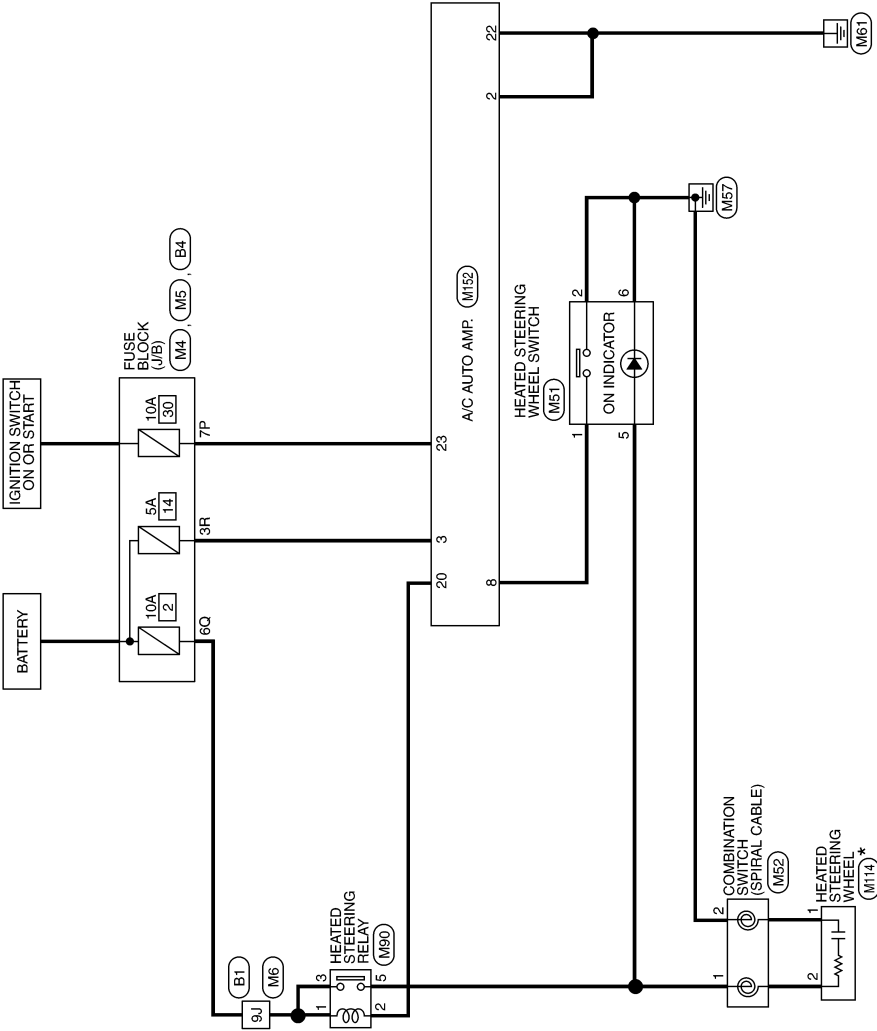 IGNITION SWITCH
ON OR START
BATTERY
FUSE
BLOCK
(J/B)
M4 , M5 , B4
10A
30
7P
5A
14
3R
10A
2
6Q
22
2
23
3
20
8
A/C AUTO AMP.
M152
M61
M57
HEATED STEERING
WHEEL SWITCH
M51
ON INDICATOR
2
6
1
5
B1
M6
9J
HEATED
STEERING
RELAY
M90
3
1
5
2
COMBINATION
SWITCH
(SPIRAL CABLE)
M52
2
1
HEATED
STEERING
WHEEL
M114 *
1
2